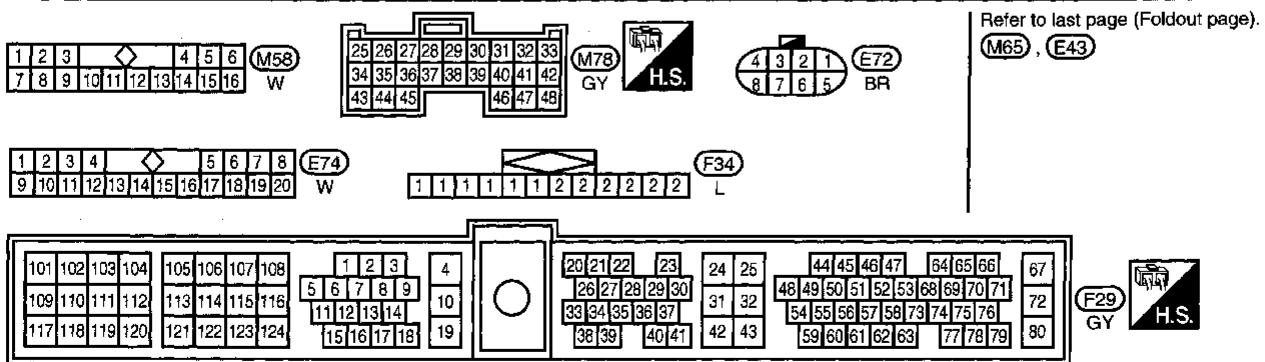 Refer to last page (Foldout page).
M65 , E43
1 2 3 4 5 6 M58
7 8 9 10 11 12 13 14 15 16 W
25 26 27 28 29 30 31 32 33
34 35 36 37 38 39 40 41 42
43 44 45 46 47 48
M78
GY
H.S.
4 3 2 1 E72
8 7 6 5 BR
1 2 3 4 5 6 7 8 E74
9 10 11 12 13 14 15 16 17 18 19 20 W
F34
1 1 1 1 1 1 2 2 2 2 2 2 L
101 102 103 104 105 106 107 108 1 2 3 4 20 21 22 23 24 25 44 45 46 47 64 65 66 67
5 6 7 8 9 26 27 28 29 30 48 49 50 51 52 53 68 69 70 71
109 110 111 112 113 114 115 116 11 12 13 14 10 33 34 35 36 37 31 32 54 55 56 57 58 73 74 75 76 72
117 118 119 120 121 122 123 124 15 16 17 18 19 38 39 40 41 42 43 59 60 61 62 63 77 78 79 80
F29
GY
H.S.